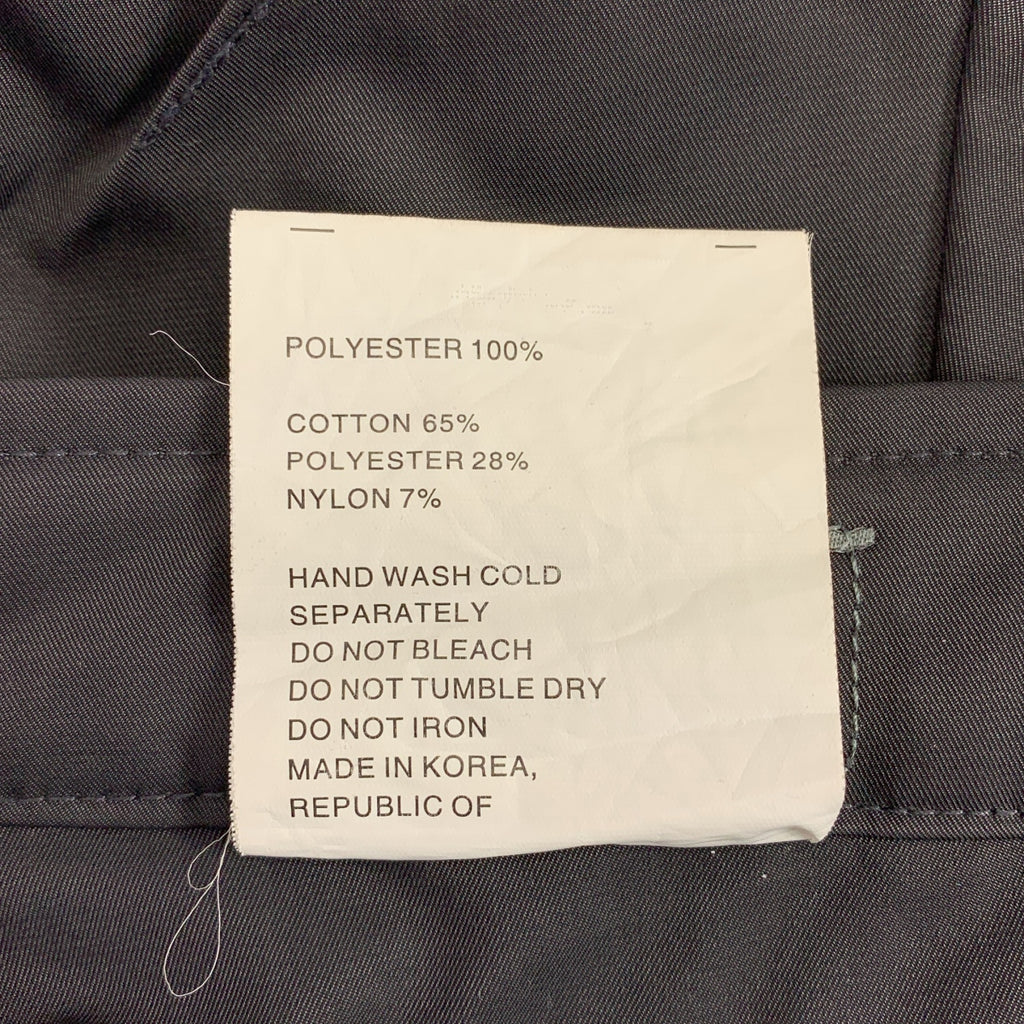 POLYESTER 100%
COTTON 65%
POLYESTER 28%
NYLON 7%
HAND WASH COLD
SEPARATELY
DO NOT BLEACH
DO NOT TUMBLE DRY
DO NOT IRON
MADE IN KOREA,
REPUBLIC OF